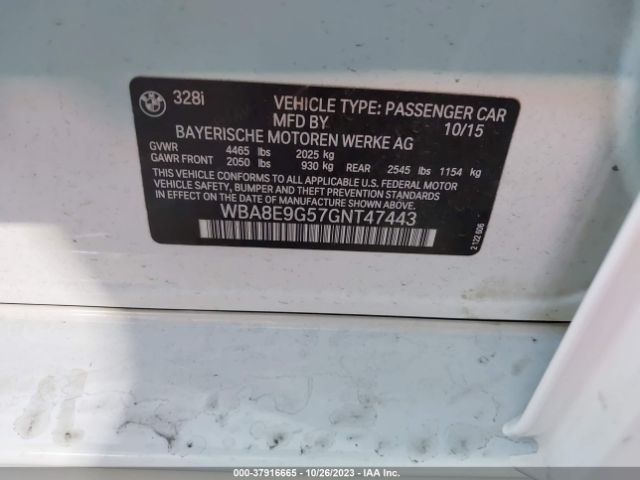 328i VEHICLE TYPE: PASSENGER CAR
MFD BY 10/15
BAYERISCHE MOTOREN WERKE AG
GVWR 4465 lbs 2025 kg
GAWR FRONT 2050 lbs 930 kg REAR 2545 lbs 1154 kg
THIS VEHICLE CONFORMS TO ALL APPLICABLE U.S. FEDERAL MOTOR
VEHICLE SAFETY, BUMPER AND THEFT PREVENTION STANDARDS
IN EFFECT ON THE DATE OF MANUFACTURE SHOWN ABOVE.
WBA8E9G57GNT47443
2 122 606
000-37916665 - 10/26/2023 - IAA Inc.